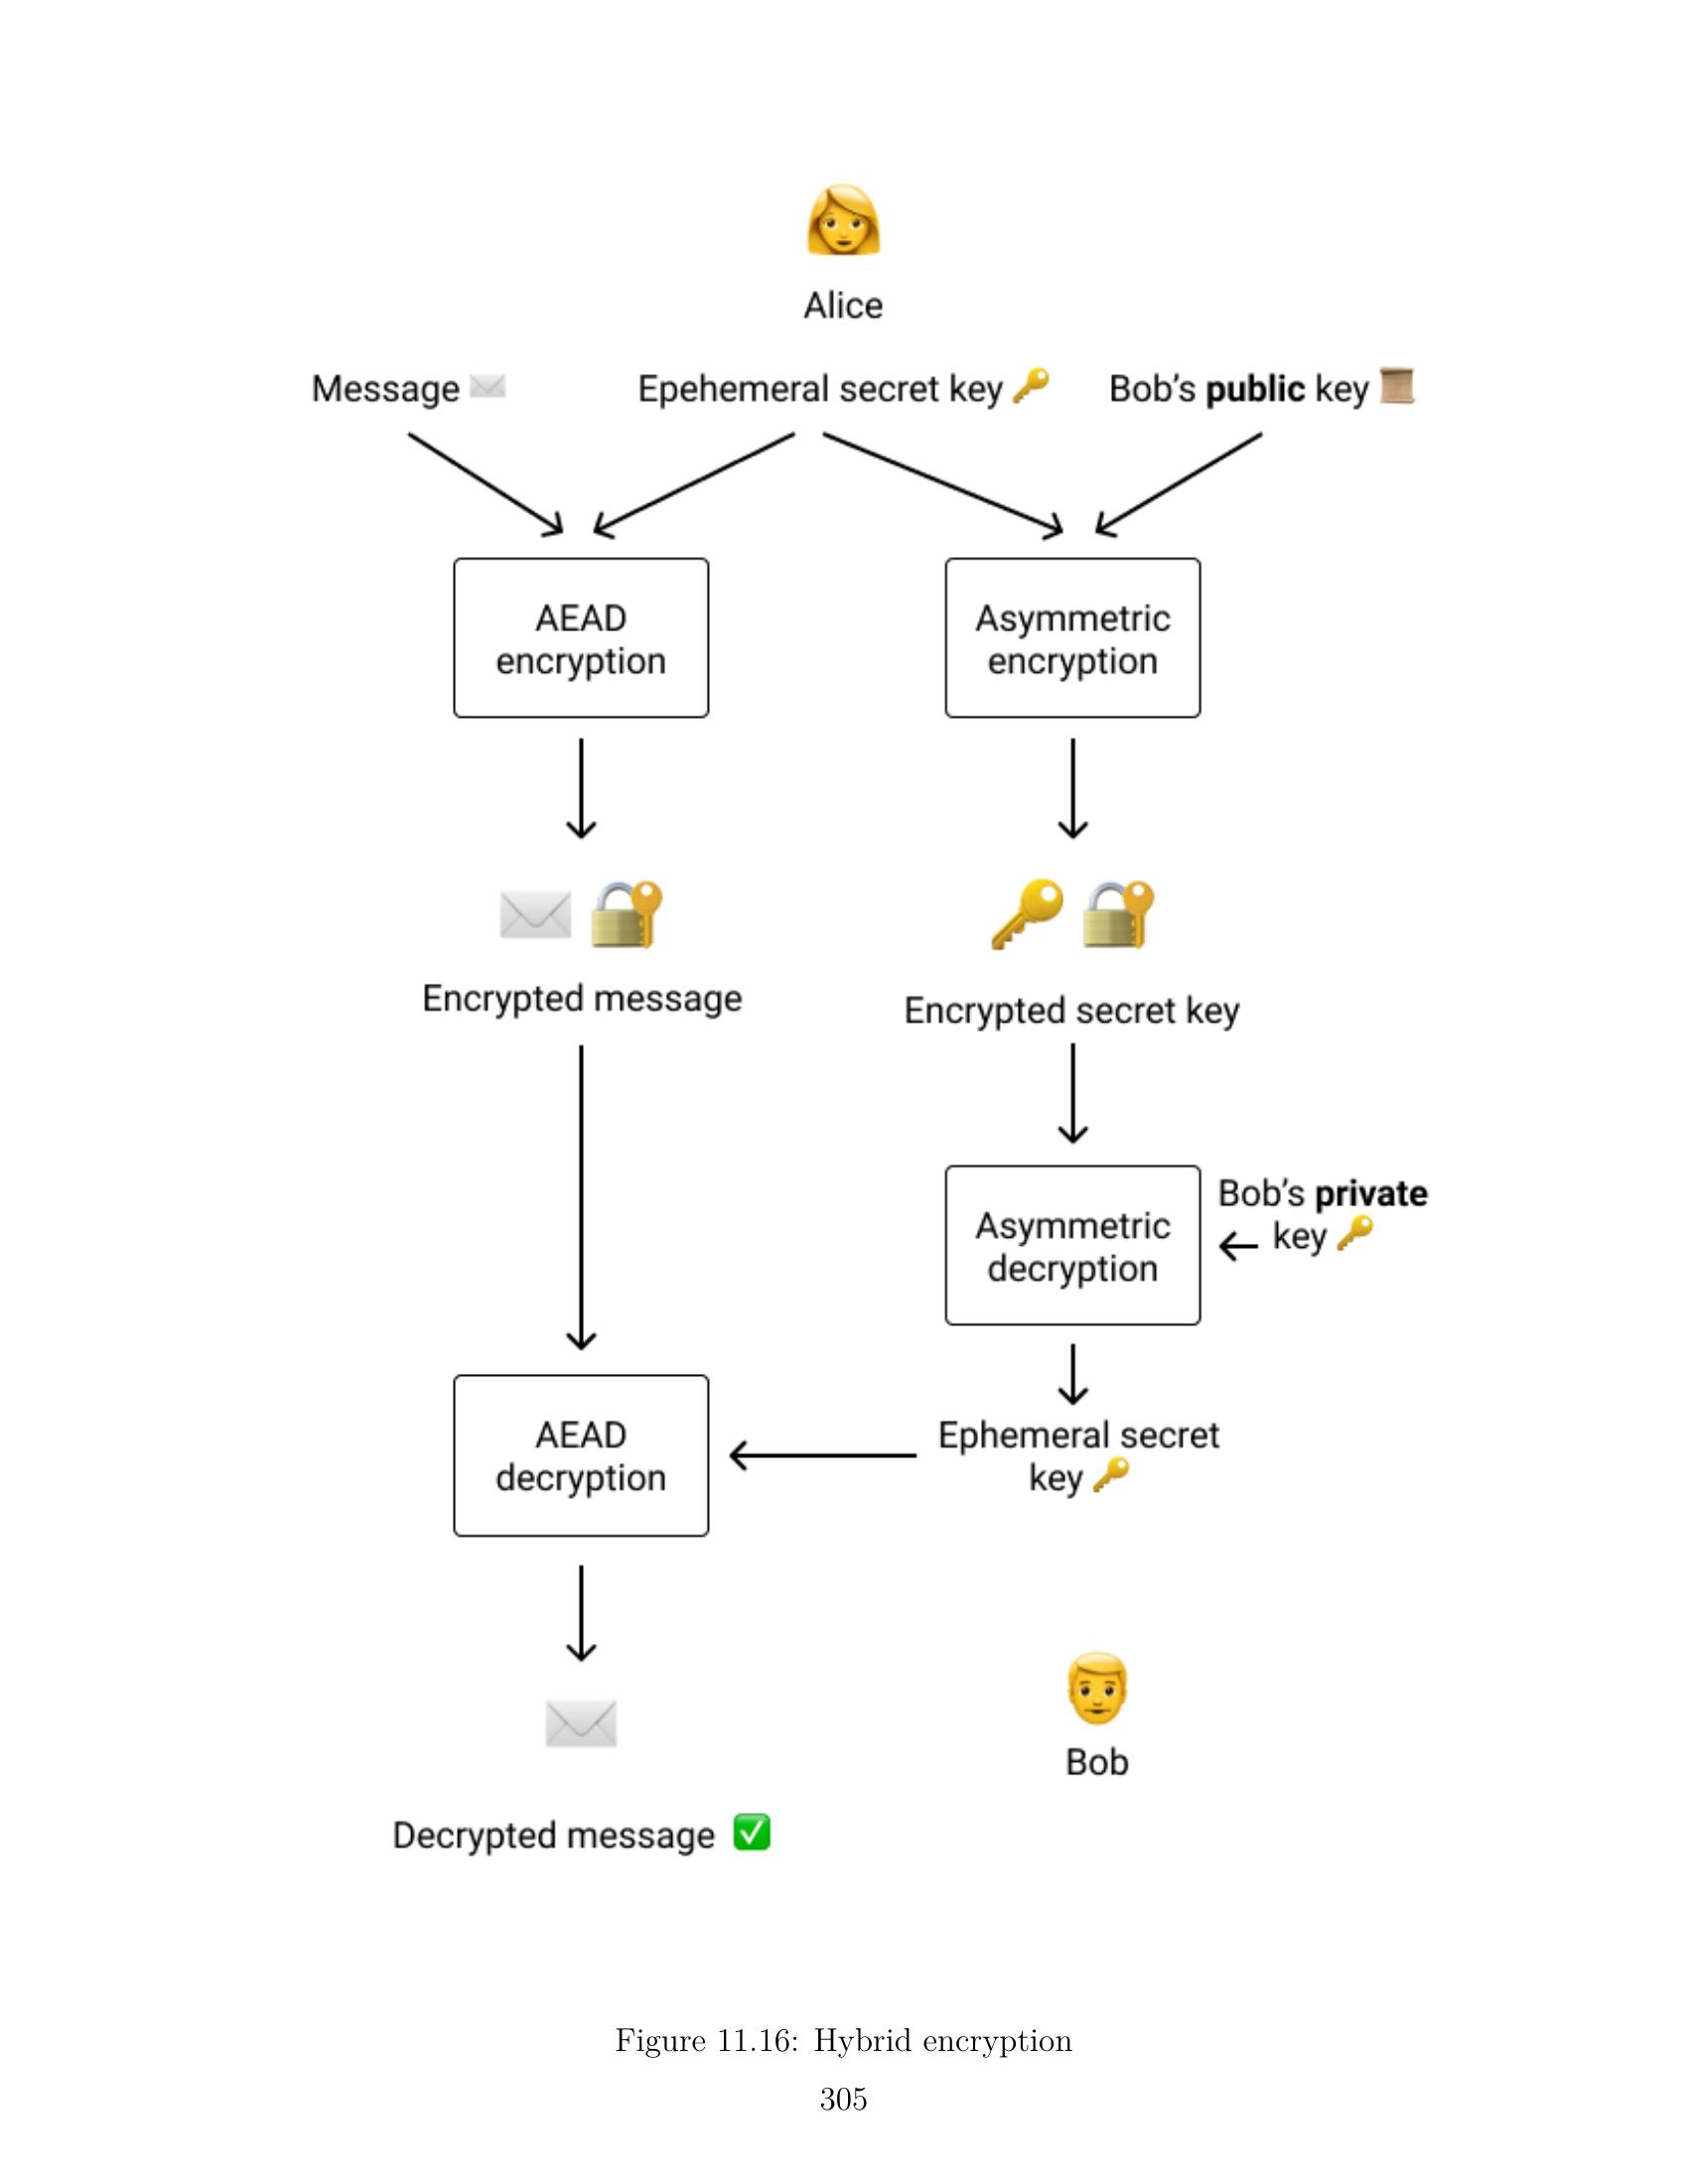 Alice
Message
Epehemeral secret key
Bob’s public key
AEAD
encryption
Asymmetric
encryption
Encrypted message
Encrypted secret key
Asymmetric
decryption
Bob’s private
key
AEAD
decryption
Ephemeral secret
key
Bob
Decrypted message
Figure 11.16: Hybrid encryption
305